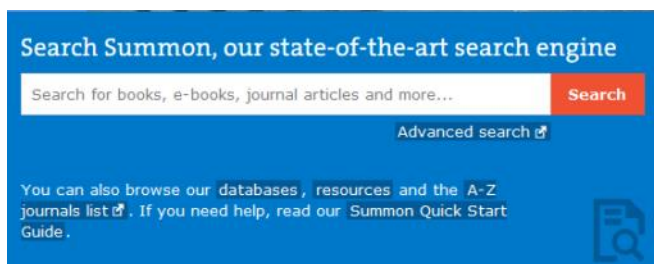 Search Summon, our state-of-the-art search engine
Search for books, e-books, journal articles and more...
Search
Advanced search
You can also browse our databases, resources and the A-Z
journals list. If you need help, read our Summon Quick Start
Guide.